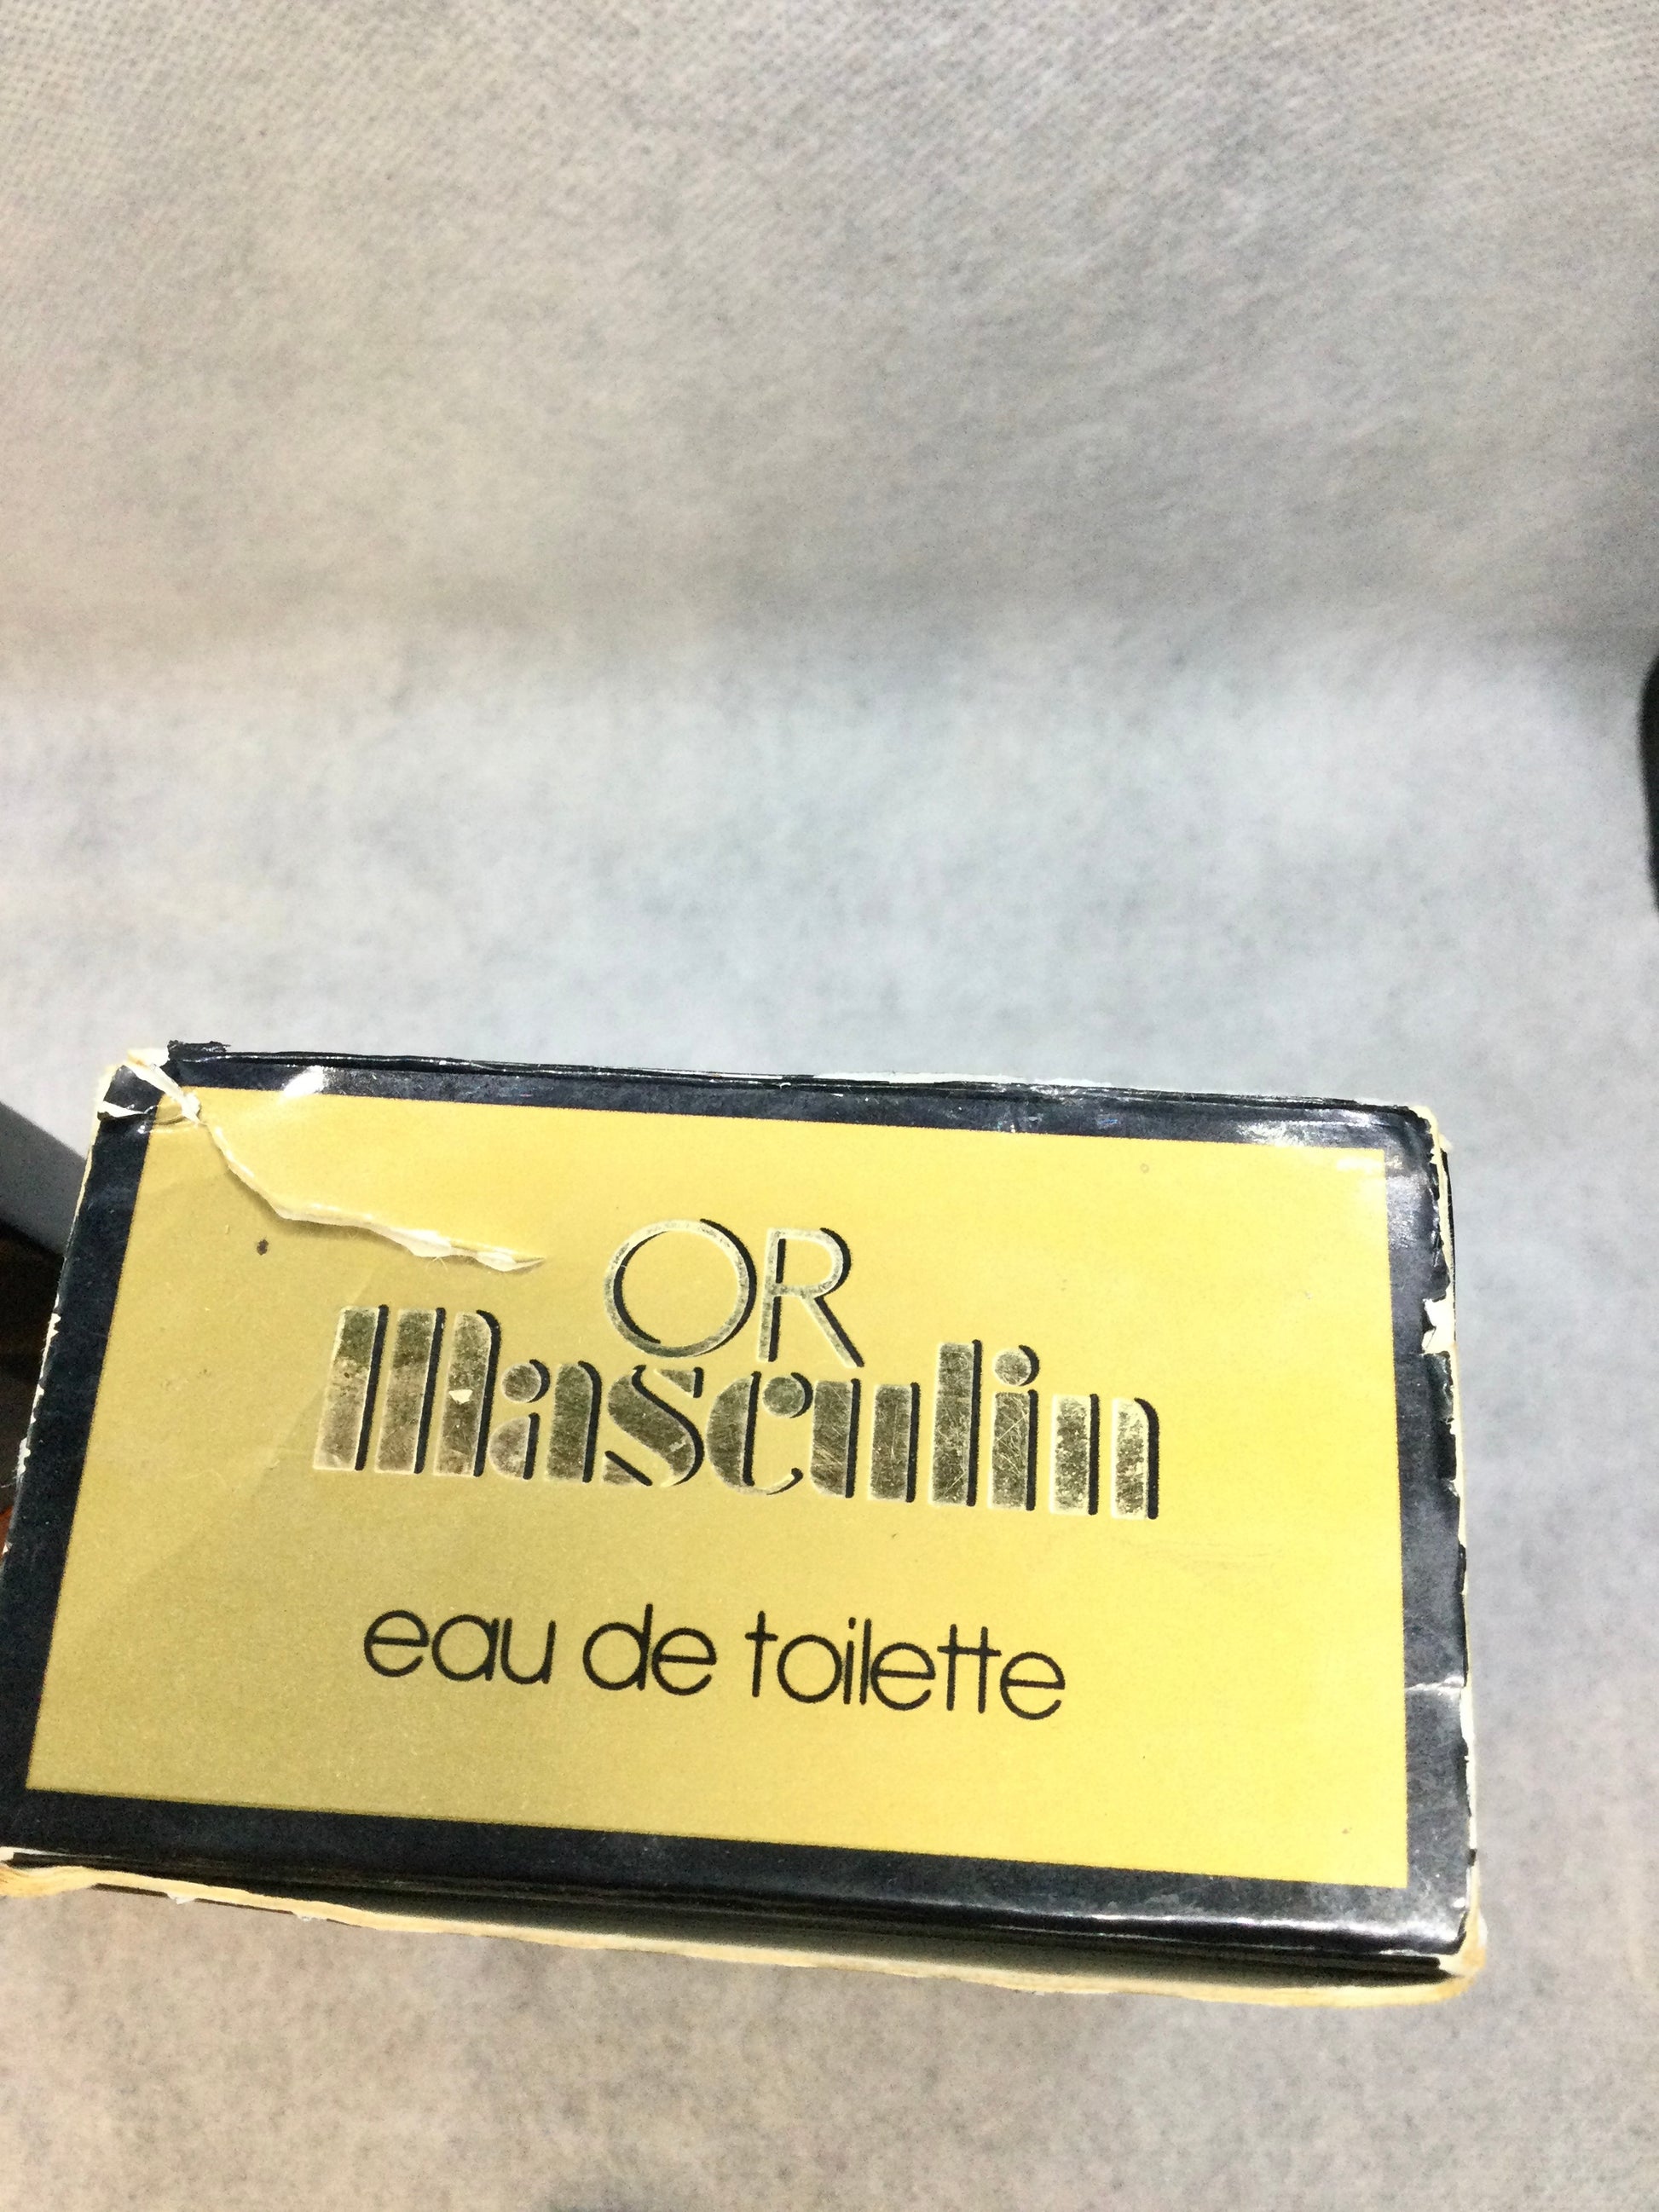 OR
Masculin
eau de toilette